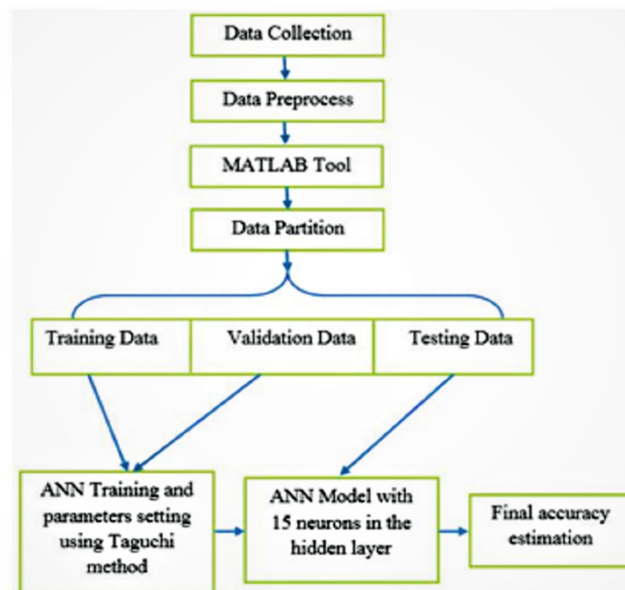 Data Collection
Data Preprocess
MATLAB Tool
Data Partition
Training Data
Validation Data
Testing Data
ANN Training and
parameters setting
using Taguchi
method
ANN Model with
15 neurons in the
hidden layer
Final accuracy
estimation